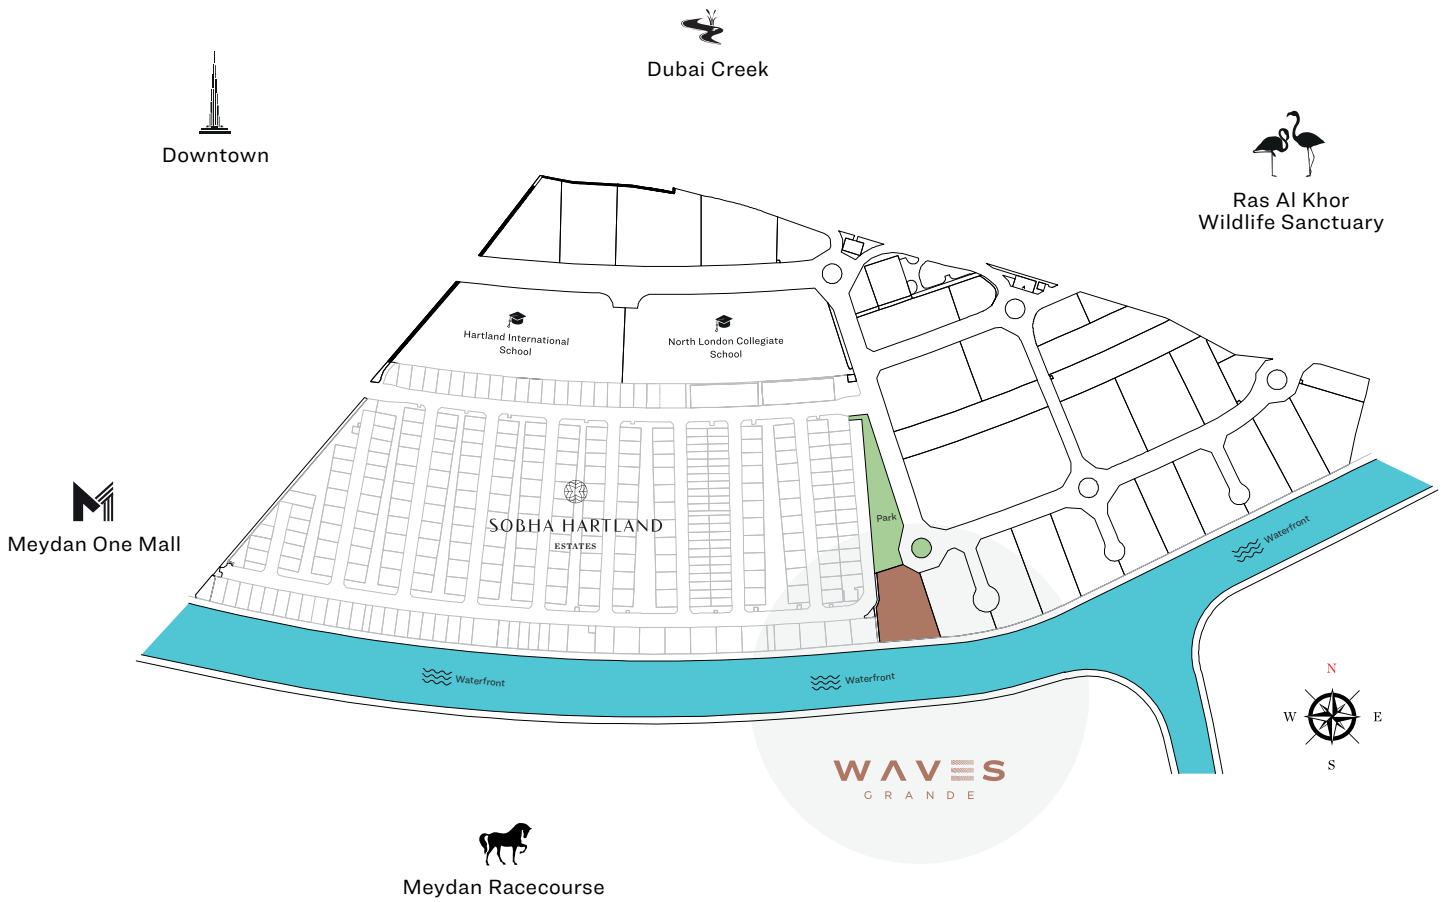 Dubai Creek
Downtown
Ras Al Khor
Wildlife Sanctuary
Hartland International
School
North London Collegiate
School
SOBHA HARTLAND
ESTATES
Park
Meydan One Mall
Waterfront
Waterfront
Waterfront
N
W
E
S
WAVES
GRANDE
Meydan Racecourse